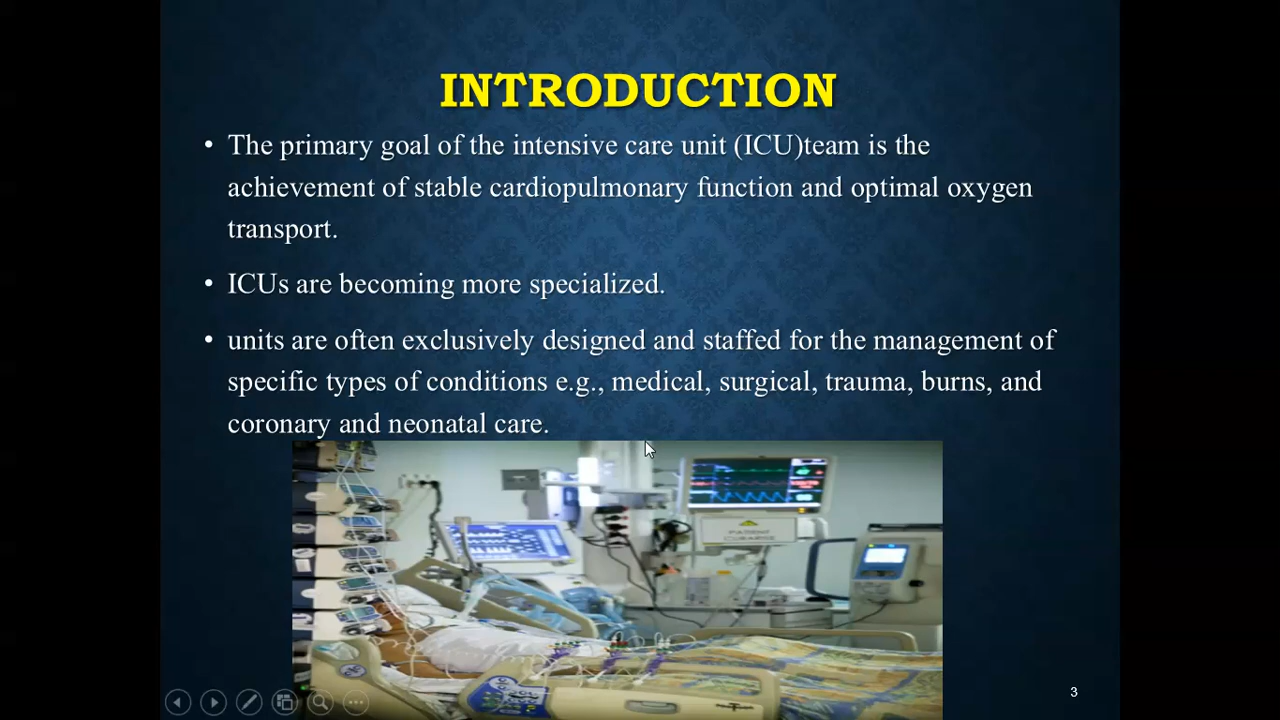 INTRODUCTION
• The primary goal of the intensive care unit (ICU)team is the
achievement of stable cardiopulmonary function and optimal oxygen
transport.
• ICUs are becoming more specialized.
• units are often exclusively designed and staffed for the management of
specific types of conditions e.g., medical, surgical, trauma, burns, and
coronary and neonatal care.
PATIENT
3